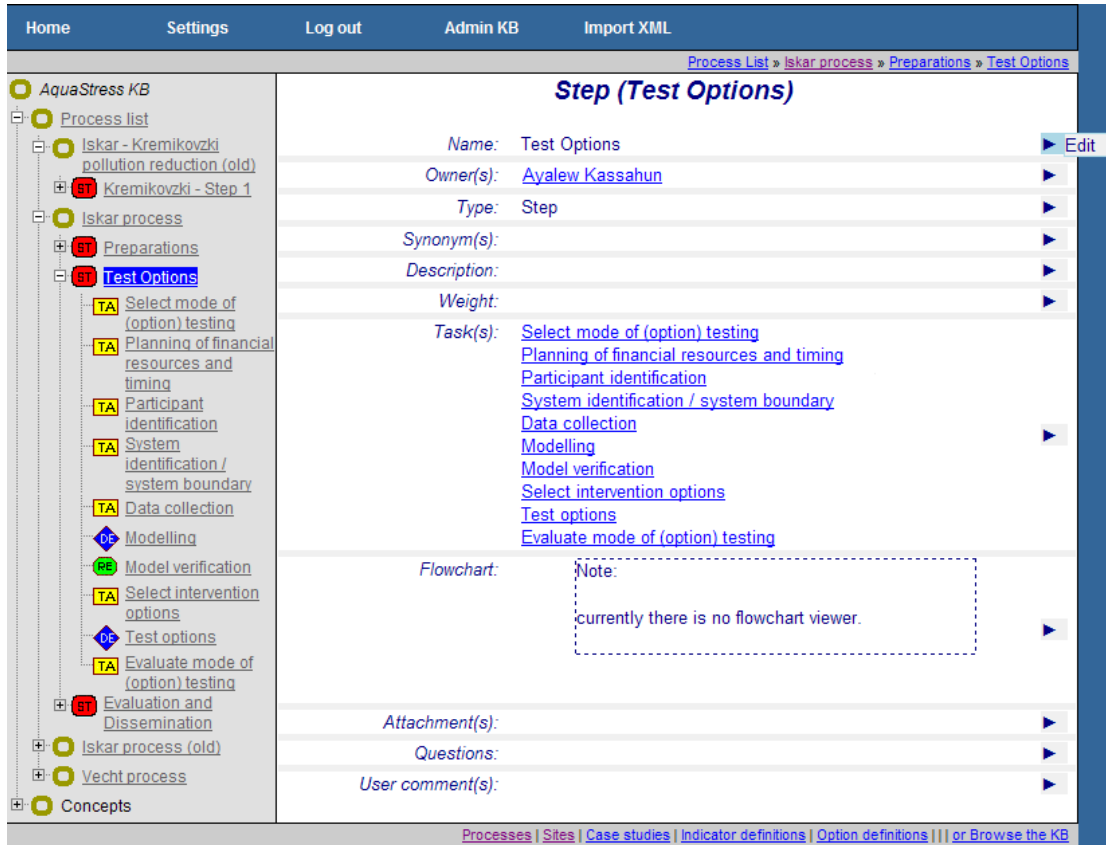 Home Settings Log out Admin KB Import XML
Process List » Iskar process » Preparations » Test Options
AquaStress KB
Process list
Iskar - Kremikovzki
pollution reduction (old)
ST Kremikovzki - Step 1
Iskar process
ST Preparations
ST Test Options
TA Select mode of
(option) testing
TA Planning of financial
resources and
timing
TA Participant
identification
TA System
identification /
system boundary
TA Data collection
DE Modelling
RE Model verification
TA Select intervention
options
DE Test options
TA Evaluate mode of
(option) testing
ST Evaluation and
Dissemination
Iskar process (old)
Vecht process
Concepts
Step (Test Options)
Name: Test Options Edit
Owner(s): Ayalew Kassahun
Type: Step
Synonym(s):
Description:
Weight:
Task(s): Select mode of (option) testing
Planning of financial resources and timing
Participant identification
System identification / system boundary
Data collection
Modelling
Model verification
Select intervention options
Test options
Evaluate mode of (option) testing
Flowchart: Note:
currently there is no flowchart viewer.
Attachment(s):
Questions:
User comment(s):
Processes | Sites | Case studies | Indicator definitions | Option definitions | | | or Browse the KB